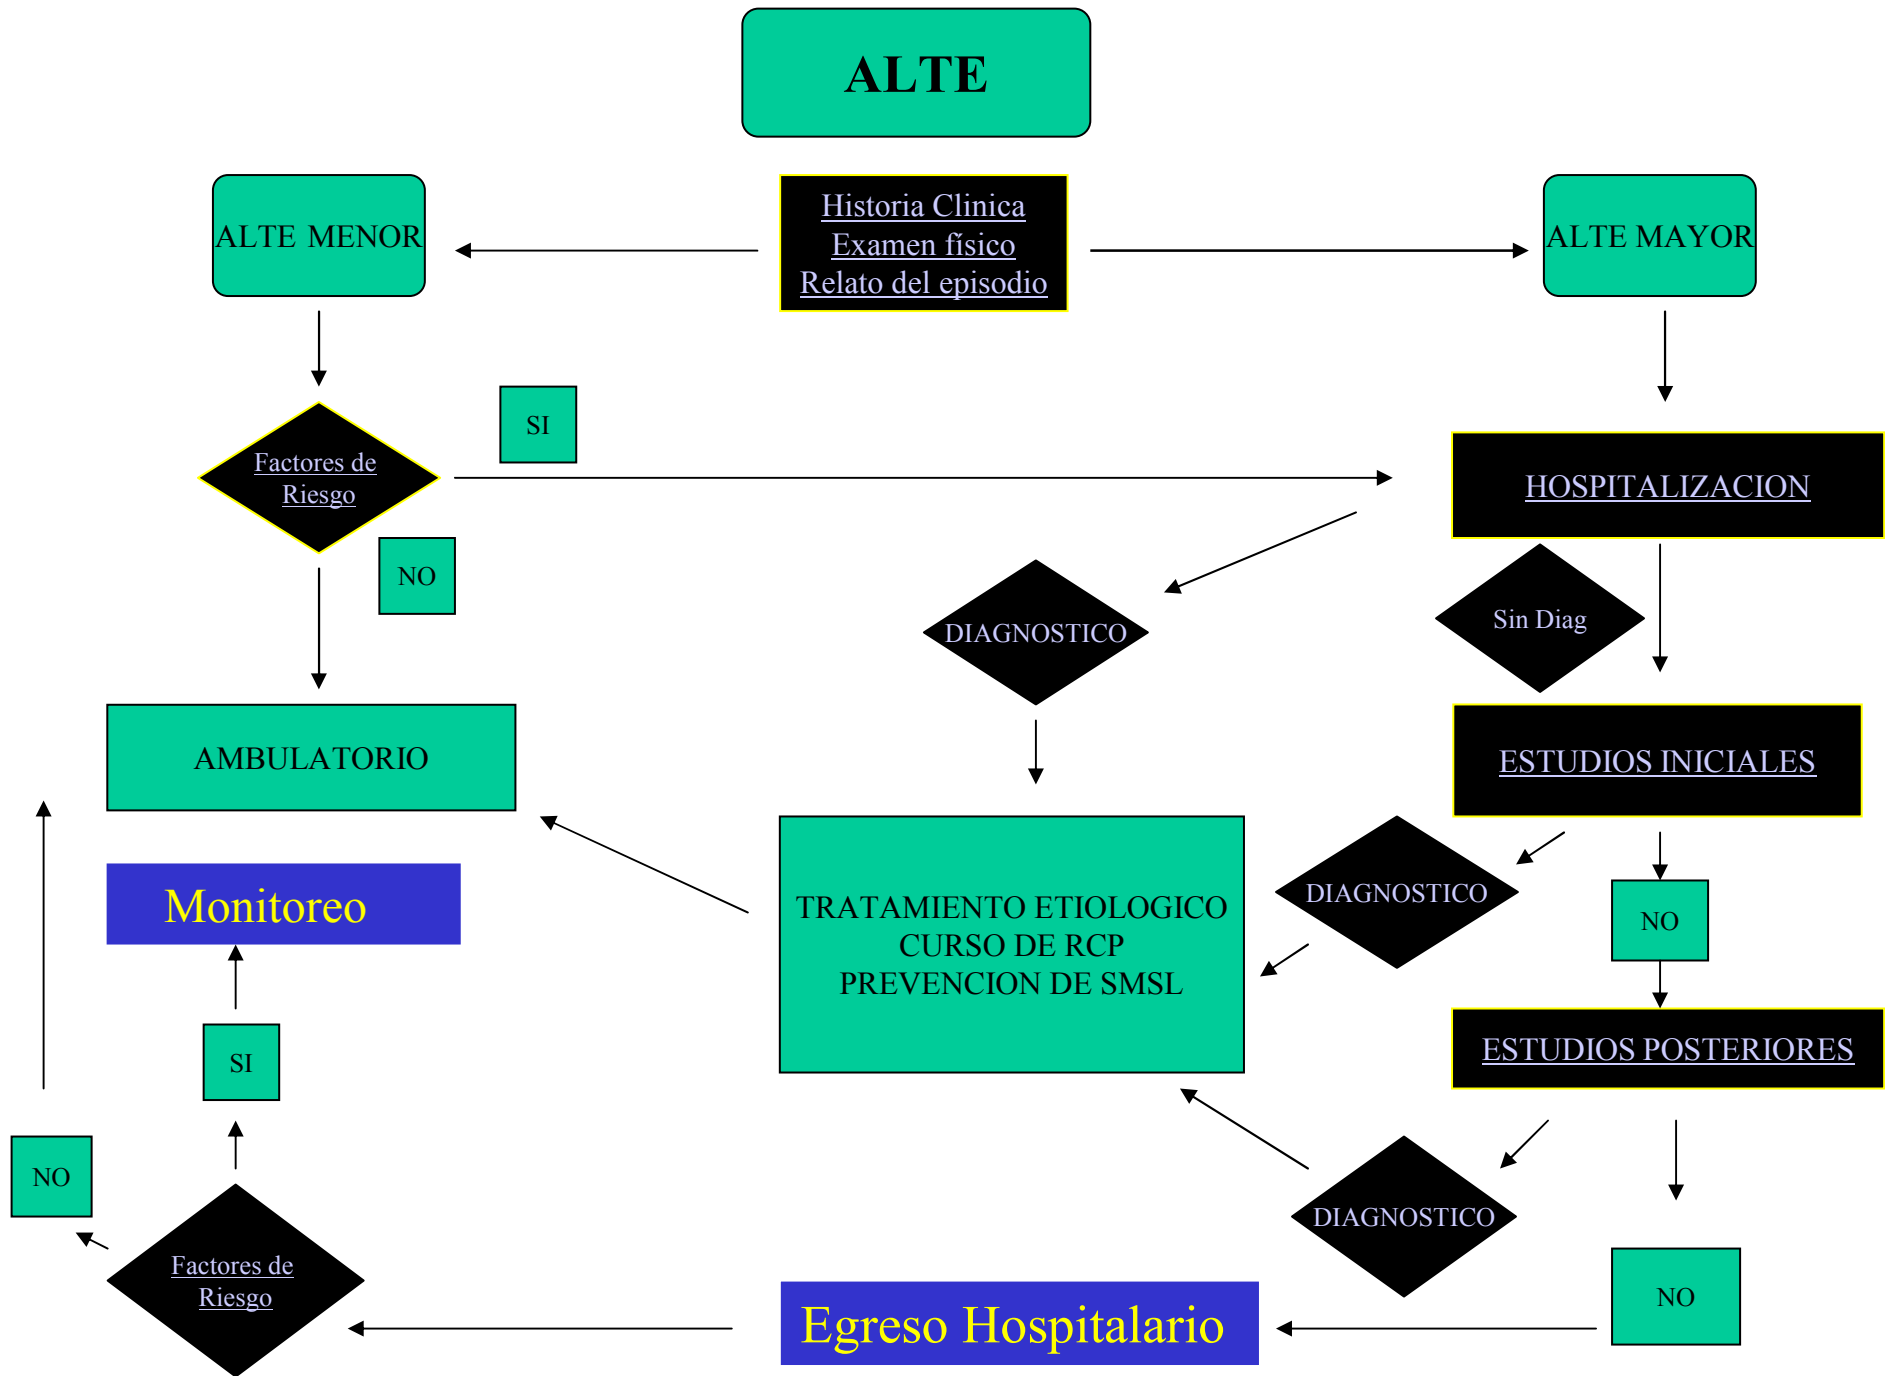 ALTE
ALTE MENOR
Historia Clinica
Examen físico
Relato del episodio
ALTE MAYOR
SI
Factores de
Riesgo
HOSPITALIZACION
NO
DIAGNOSTICO
Sin Diag
AMBULATORIO
ESTUDIOS INICIALES
Monitoreo
TRATAMIENTO ETIOLOGICO
CURSO DE RCP
PREVENCION DE SMSL
DIAGNOSTICO
NO
SI
ESTUDIOS POSTERIORES
NO
DIAGNOSTICO
Factores de
Riesgo
Egreso Hospitalario
NO